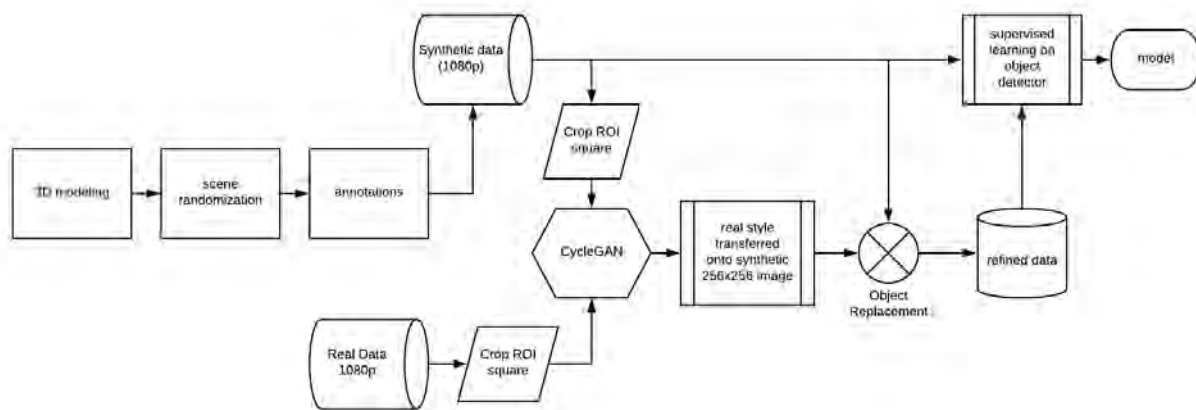 Synthetic data
(1080p)
supervised
learning on
object
detector
model
Crop ROI
square
3D modeling
scene
randomization
annotations
CycleGAN
real style
transferred
onto synthetic
256x256 image
refined data
Object
Replacement
Real Data
1080p
Crop ROI
square